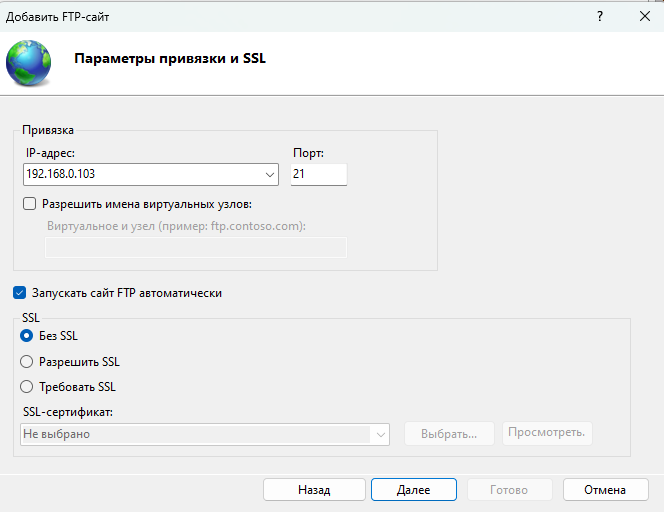 Добавить FTP-сайт
?
Параметры привязки и SSL
Привязка
IP-адрес: Порт:
192.168.0.103 21
Разрешить имена виртуальных узлов:
Виртуальное и узел (пример: ftp.contoso.com):
Запускать сайт FTP автоматически
SSL
Без SSL
Разрешить SSL
Требовать SSL
SSL-сертификат:
Не выбрано Выбрать... Просмотреть.
Назад Далее Готово Отмена